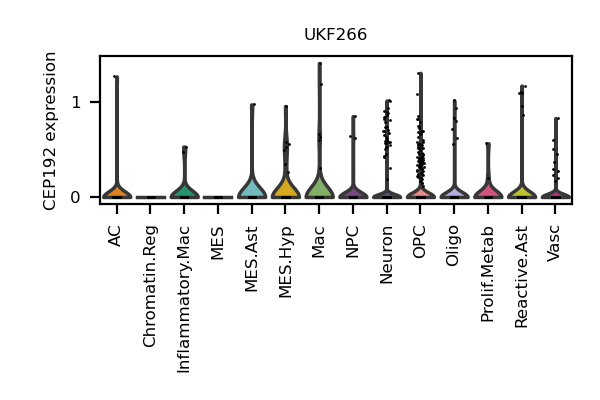 UKF266
CEP192 expression
1
0
AC
Chromatin.Reg
Inflammatory.Mac
MES
MES.Ast
MES.Hyp
Mac
NPC
Neuron
OPC
Oligo
Prolif.Metab
Reactive.Ast
Vasc